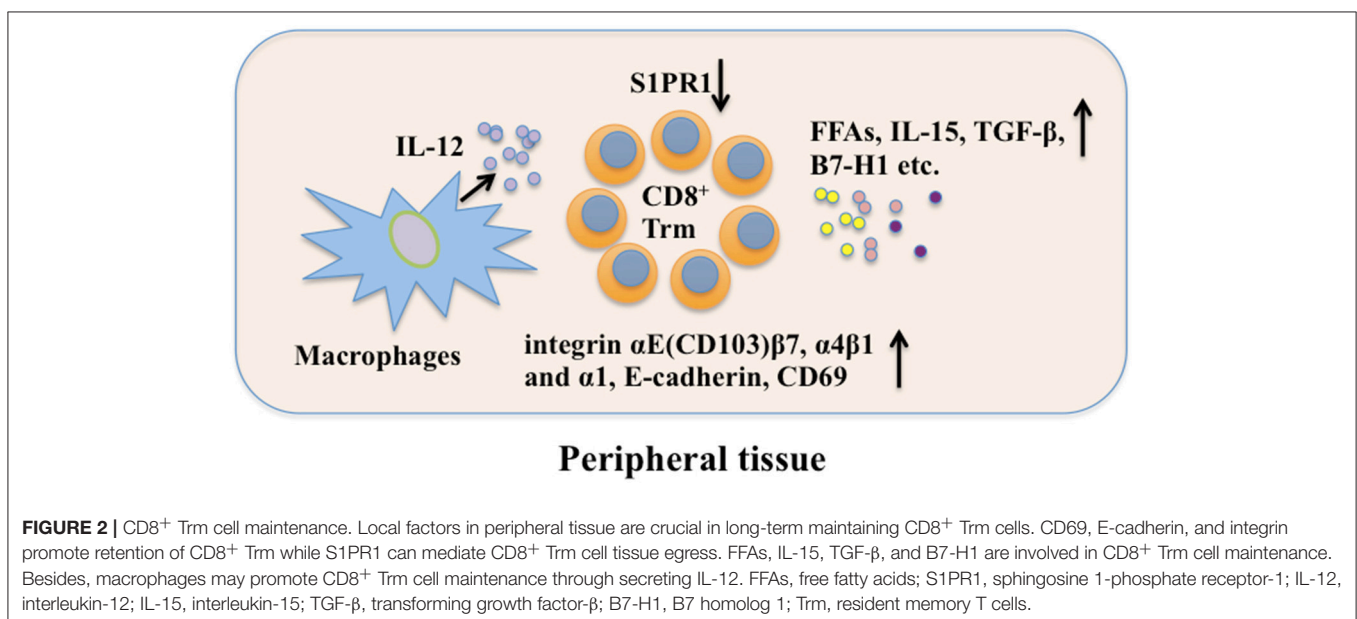 S1PR1
IL-12
FFAs, IL-15, TGF-β,
B7-H1 etc.
CD8⁺
Trm
Macrophages
integrin αE(CD103)β7, α4β1
and α1, E-cadherin, CD69
Peripheral tissue
FIGURE 2 | CD8⁺ Trm cell maintenance. Local factors in peripheral tissue are crucial in long-term maintaining CD8⁺ Trm cells. CD69, E-cadherin, and integrin
promote retention of CD8⁺ Trm while S1PR1 can mediate CD8⁺ Trm cell tissue egress. FFAs, IL-15, TGF-β, and B7-H1 are involved in CD8⁺ Trm cell maintenance.
Besides, macrophages may promote CD8⁺ Trm cell maintenance through secreting IL-12. FFAs, free fatty acids; S1PR1, sphingosine 1-phosphate receptor-1; IL-12,
interleukin-12; IL-15, interleukin-15; TGF-β, transforming growth factor-β; B7-H1, B7 homolog 1; Trm, resident memory T cells.